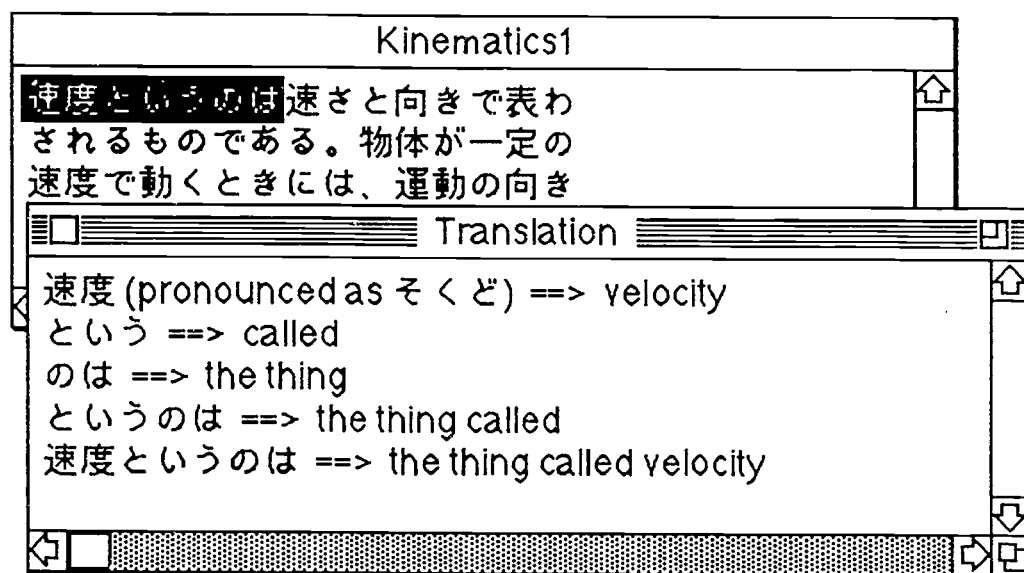 Kinematics1
速度というのは速さと向きで表わ
されるものである。物体が一定の
速度で動くときには、運動の向き
Translation
速度 (pronounced as そくど) ==> velocity
という ==> called
のは ==> the thing
というのは ==> the thing called
速度というのは ==> the thing called velocity